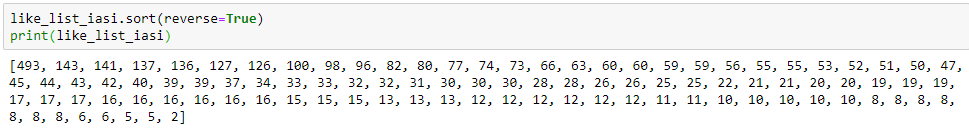 like_list_iasi.sort(reverse=True)
print(like_list_iasi)
[493, 143, 141, 137, 136, 127, 126, 100, 98, 96, 82, 80, 77, 74, 73, 66, 63, 60, 60, 59, 59, 56, 55, 55, 53, 52, 51, 50, 47,
45, 44, 43, 42, 40, 39, 39, 37, 34, 33, 33, 32, 32, 31, 30, 30, 30, 28, 28, 26, 26, 25, 25, 22, 21, 21, 20, 20, 19, 19, 19,
17, 17, 17, 16, 16, 16, 16, 16, 16, 15, 15, 15, 13, 13, 13, 12, 12, 12, 12, 12, 12, 11, 11, 10, 10, 10, 10, 10, 8, 8, 8, 8,
8, 8, 8, 6, 6, 5, 5, 2]